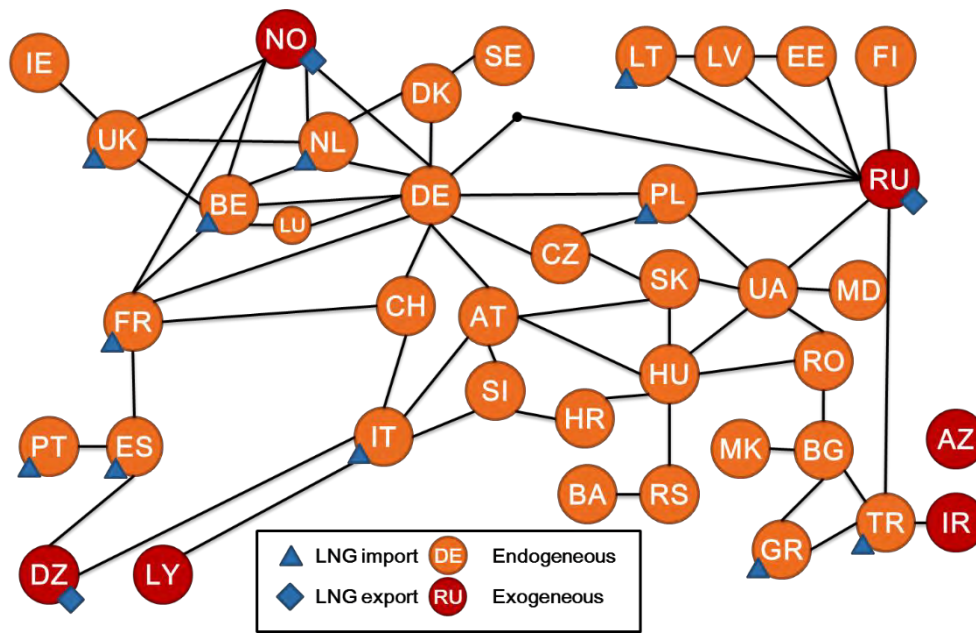 NO
IE
SE
LT
LV
EE
FI
DK
UK
NL
RU
DE
PL
BE
LU
CZ
SK
UA
MD
CH
AT
FR
RO
HU
SI
HR
IT
PT
ES
MK
BG
AZ
BA
RS
TR
IR
GR
DZ
LY
LNG import
DE
Endogeneous
LNG export
RU
Exogeneous